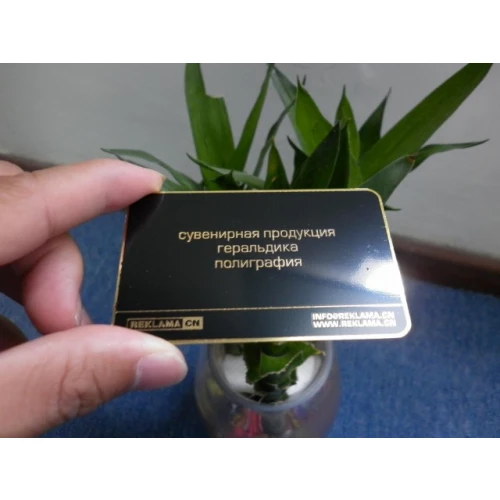 сувенирная продукция
геральдика
полиграфия
REKLAMA CN
INFO@REKLAMA.CN
WWW.REKLAMA.CN